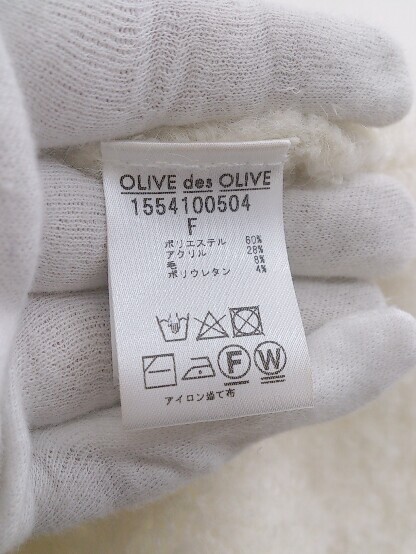 OLIVE des OLIVE
1554100504
F
ポリエステル 60%
アクリル 28%
毛 8%
ポリウレタン 4%
F W
アイロン当て布